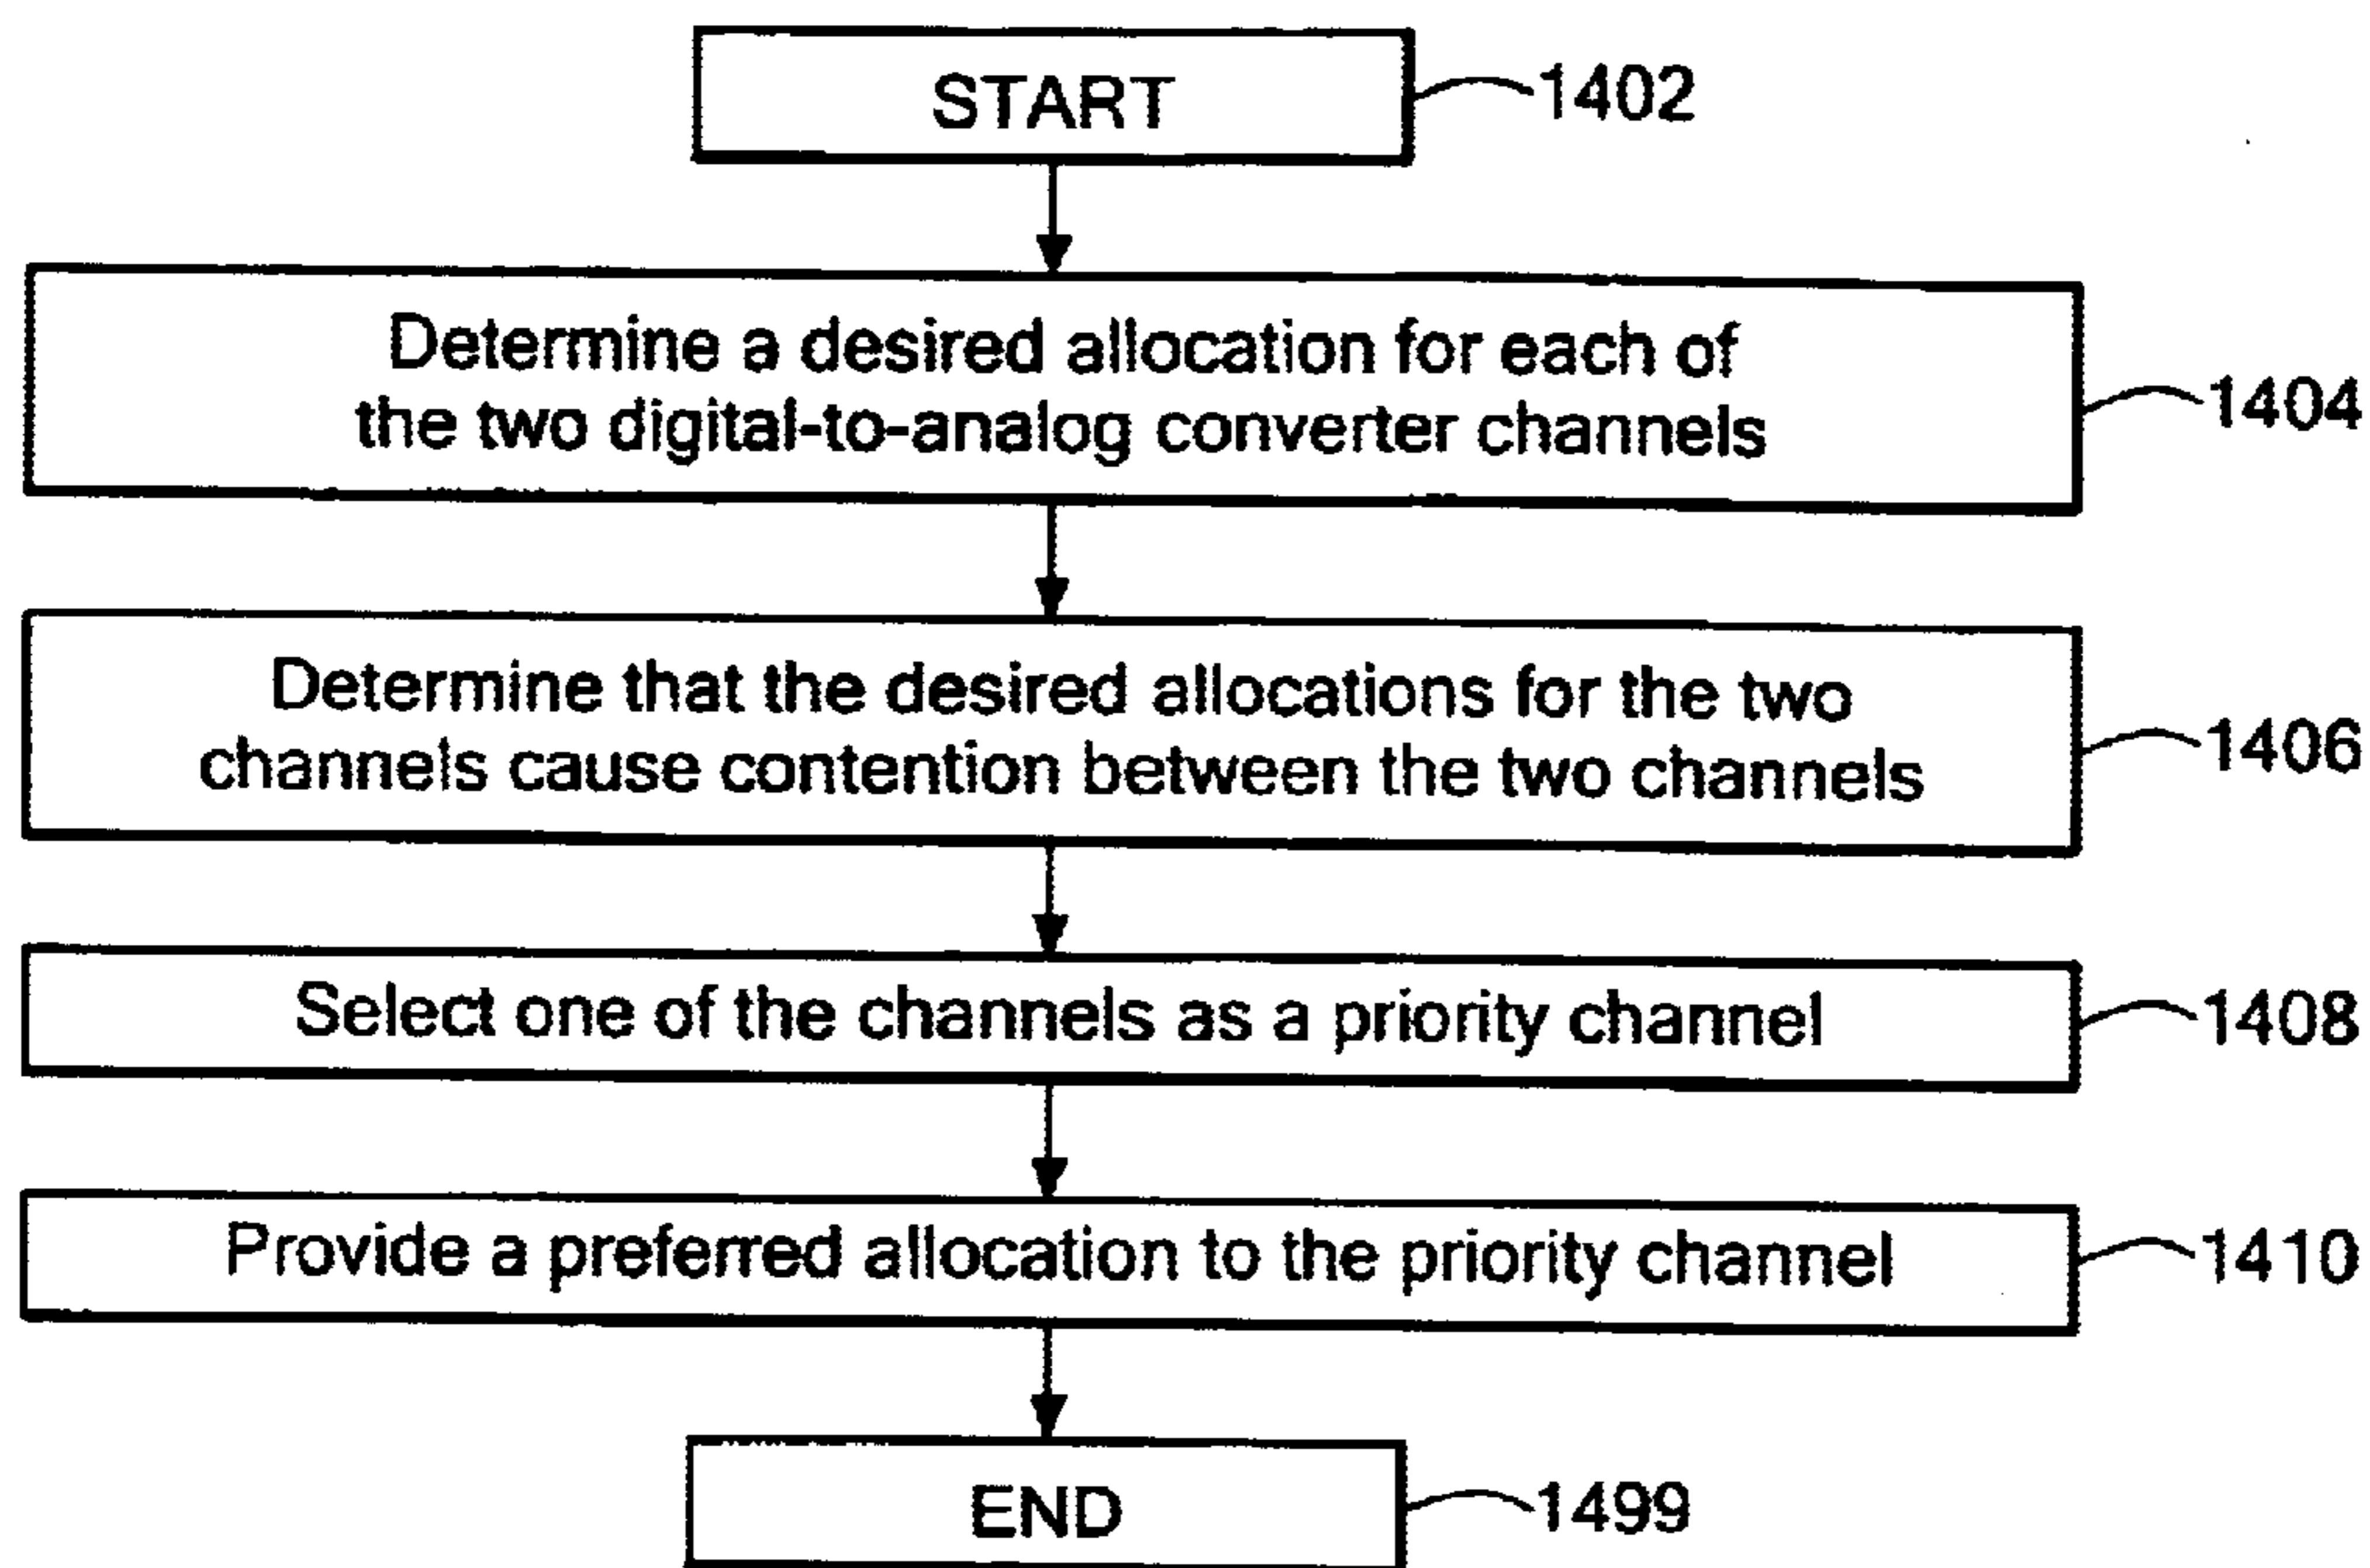 START
1402
Determine a desired allocation for each of
the two digital-to-analog converter channels
1404
Determine that the desired allocations for the two
channels cause contention between the two channels
1406
Select one of the channels as a priority channel
1408
Provide a preferred allocation to the priority channel
1410
END
1499